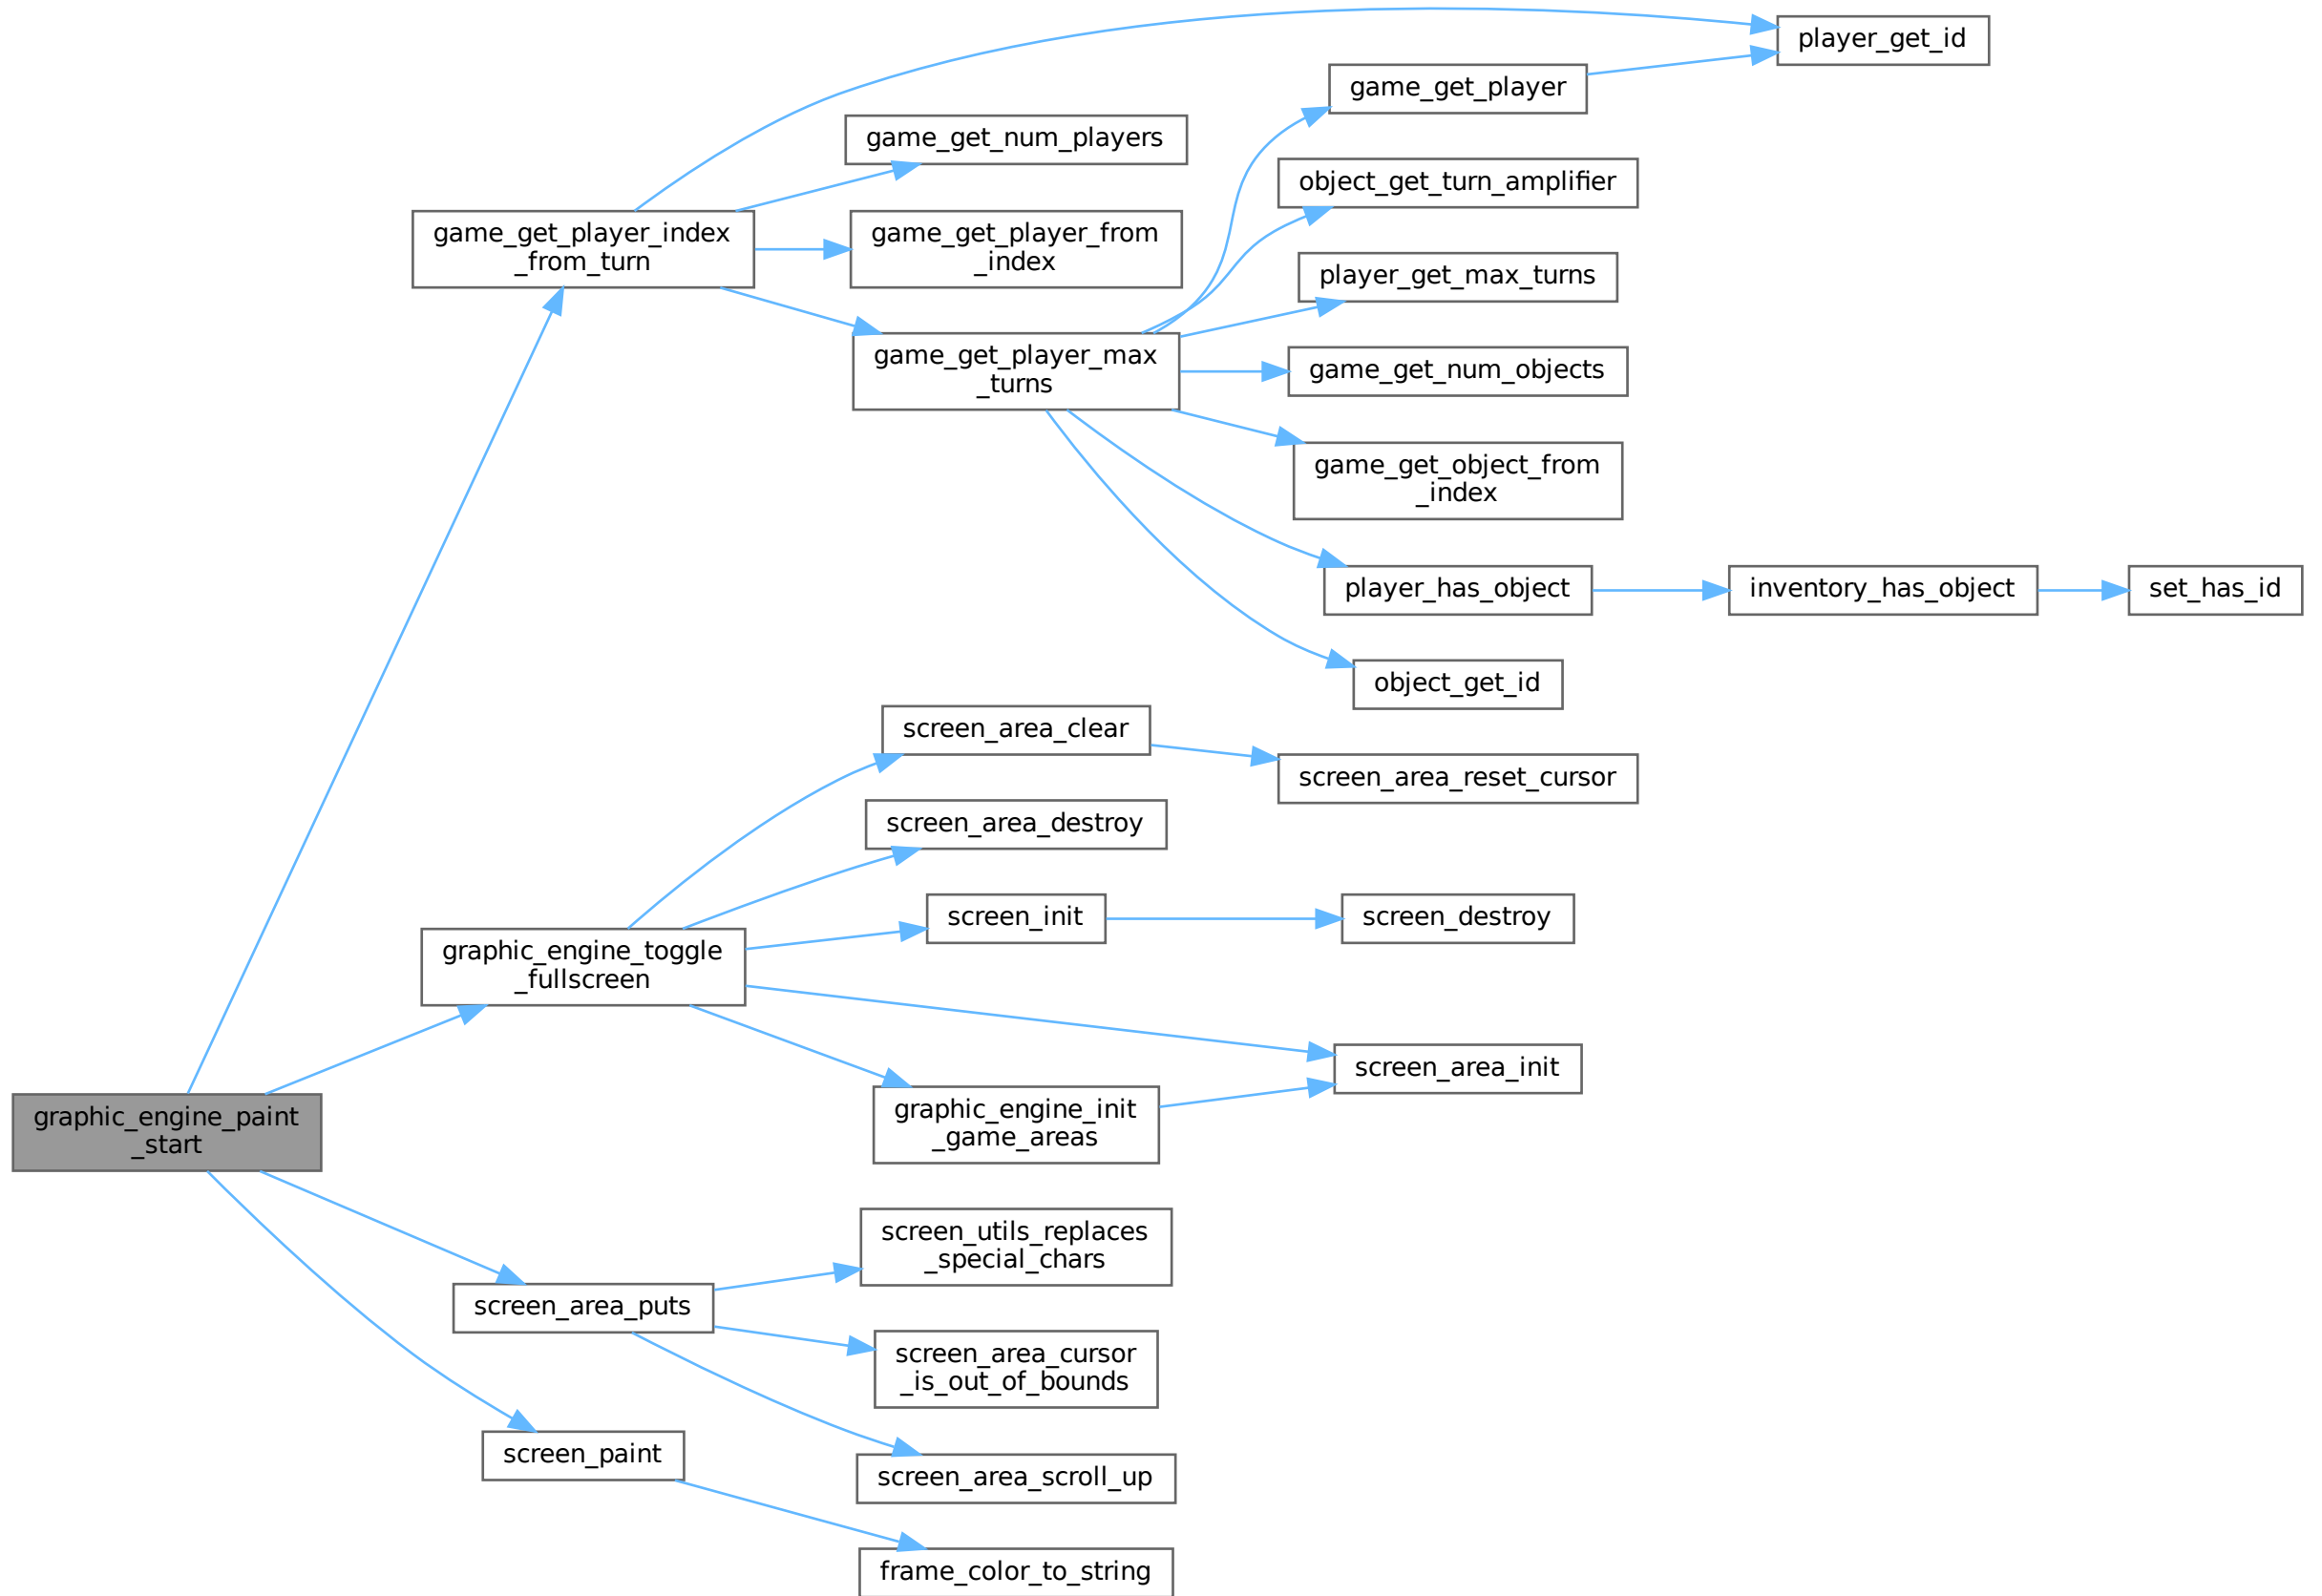 player_get_id
game_get_player
game_get_num_players
object_get_turn_amplifier
game_get_player_index
_from_turn
game_get_player_from
_index
player_get_max_turns
game_get_player_max
_turns
game_get_num_objects
game_get_object_from
_index
player_has_object
inventory_has_object
set_has_id
object_get_id
screen_area_clear
screen_area_reset_cursor
screen_area_destroy
screen_init
screen_destroy
graphic_engine_toggle
_fullscreen
screen_area_init
graphic_engine_init
_game_areas
graphic_engine_paint
_start
screen_utils_replaces
_special_chars
screen_area_puts
screen_area_cursor
_is_out_of_bounds
screen_paint
screen_area_scroll_up
frame_color_to_string